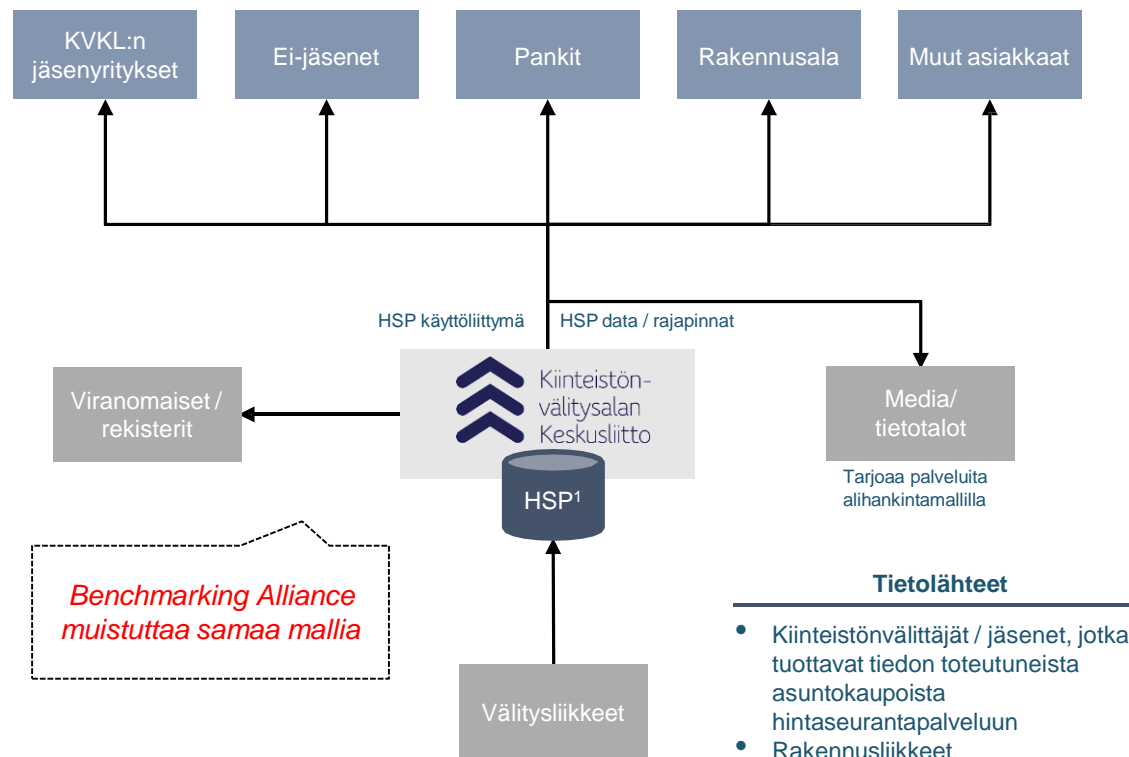 KVKL:n
jäsenyritykset
Ei-jäsenet
Pankit
Rakennusala
Muut asiakkaat
HSP käyttöliittymä
HSP data / rajapinnat
Kiinteistön-
välitysalan
Keskusliitto
Viranomaiset /
rekisterit
Media/
tietotalot
Tarjoaa palveluita
alihankintamallilla
HSP¹
Benchmarking Alliance
muistuttaa samaa mallia
Välitysliikkeet
Tietolähteet
• Kiinteistönvälittäjät / jäsenet, jotka
tuottavat tiedon toteutuneista
asuntokaupoista
hintaseurantapalveluun
• Rakennusliikkeet